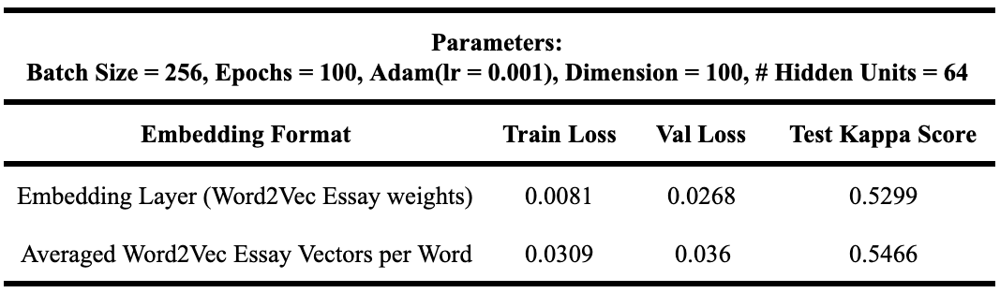 Parameters:
Batch Size = 256, Epochs = 100, Adam(lr = 0.001), Dimension = 100, # Hidden Units = 64
Embedding Format Train Loss Val Loss Test Kappa Score
Embedding Layer (Word2Vec Essay weights) 0.0081 0.0268 0.5299
Averaged Word2Vec Essay Vectors per Word 0.0309 0.036 0.5466